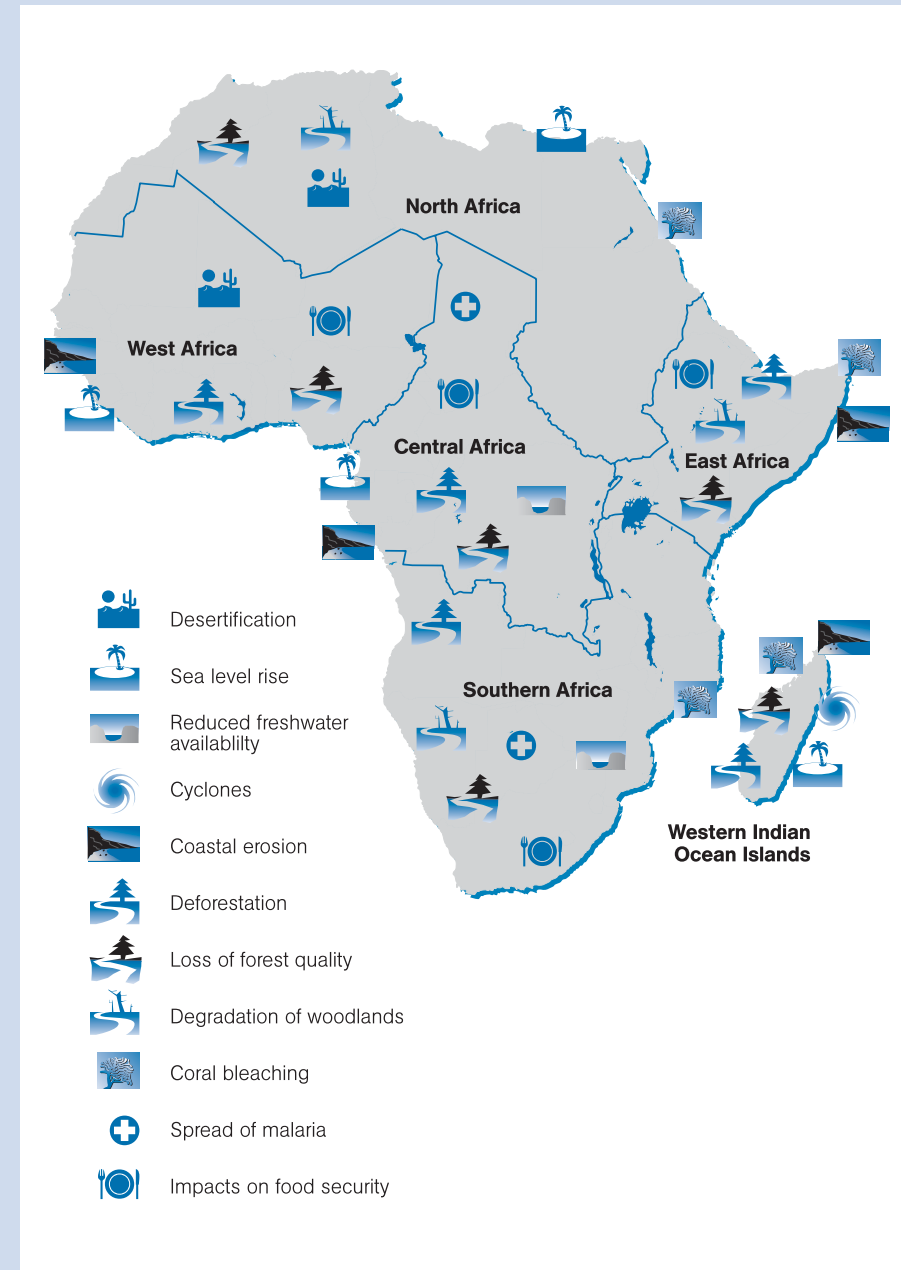 North Africa
West Africa
Central Africa
East Africa
Southern Africa
Western Indian
Ocean Islands
Desertification
Sea level rise
Reduced freshwater
availablilty
Cyclones
Coastal erosion
Deforestation
Loss of forest quality
Degradation of woodlands
Coral bleaching
Spread of malaria
Impacts on food security